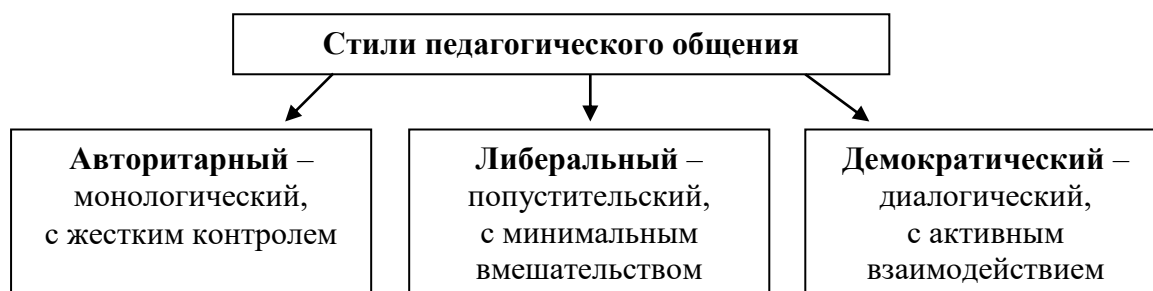 Стили педагогического общения
Авторитарный –
монологический,
с жестким контролем
Либеральный –
попустительский,
с минимальным
вмешательством
Демократический –
диалогический,
с активным
взаимодействием